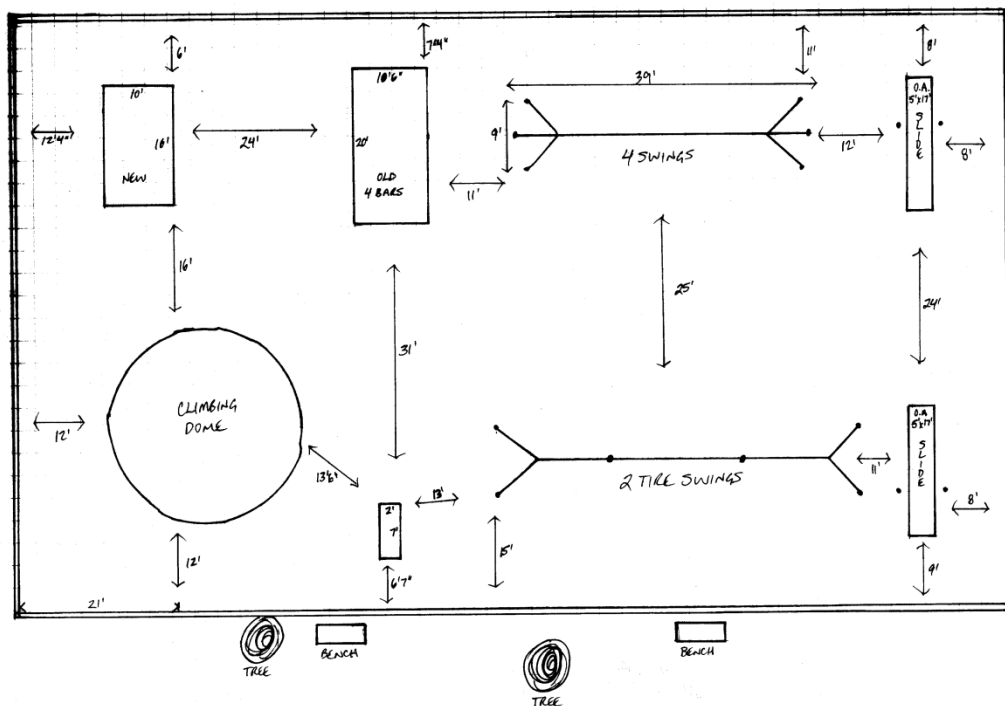 6'
7'4"
11'
8'
10'
10'6"
39'
O.A.
5'x17'
SLIDE
12'4"
16'
24'
20'
9'
4 SWINGS
12'
8'
NEW
OLD
4 BARS
11'
16'
25'
24'
31'
CLIMBING
DOME
12'
O.A.
5'x17'
SLIDE
11'
13'6"
2 TIRE SWINGS
13'
8'
2'
7'
12'
15'
6'7"
9'
21'
TREE
BENCH
TREE
BENCH